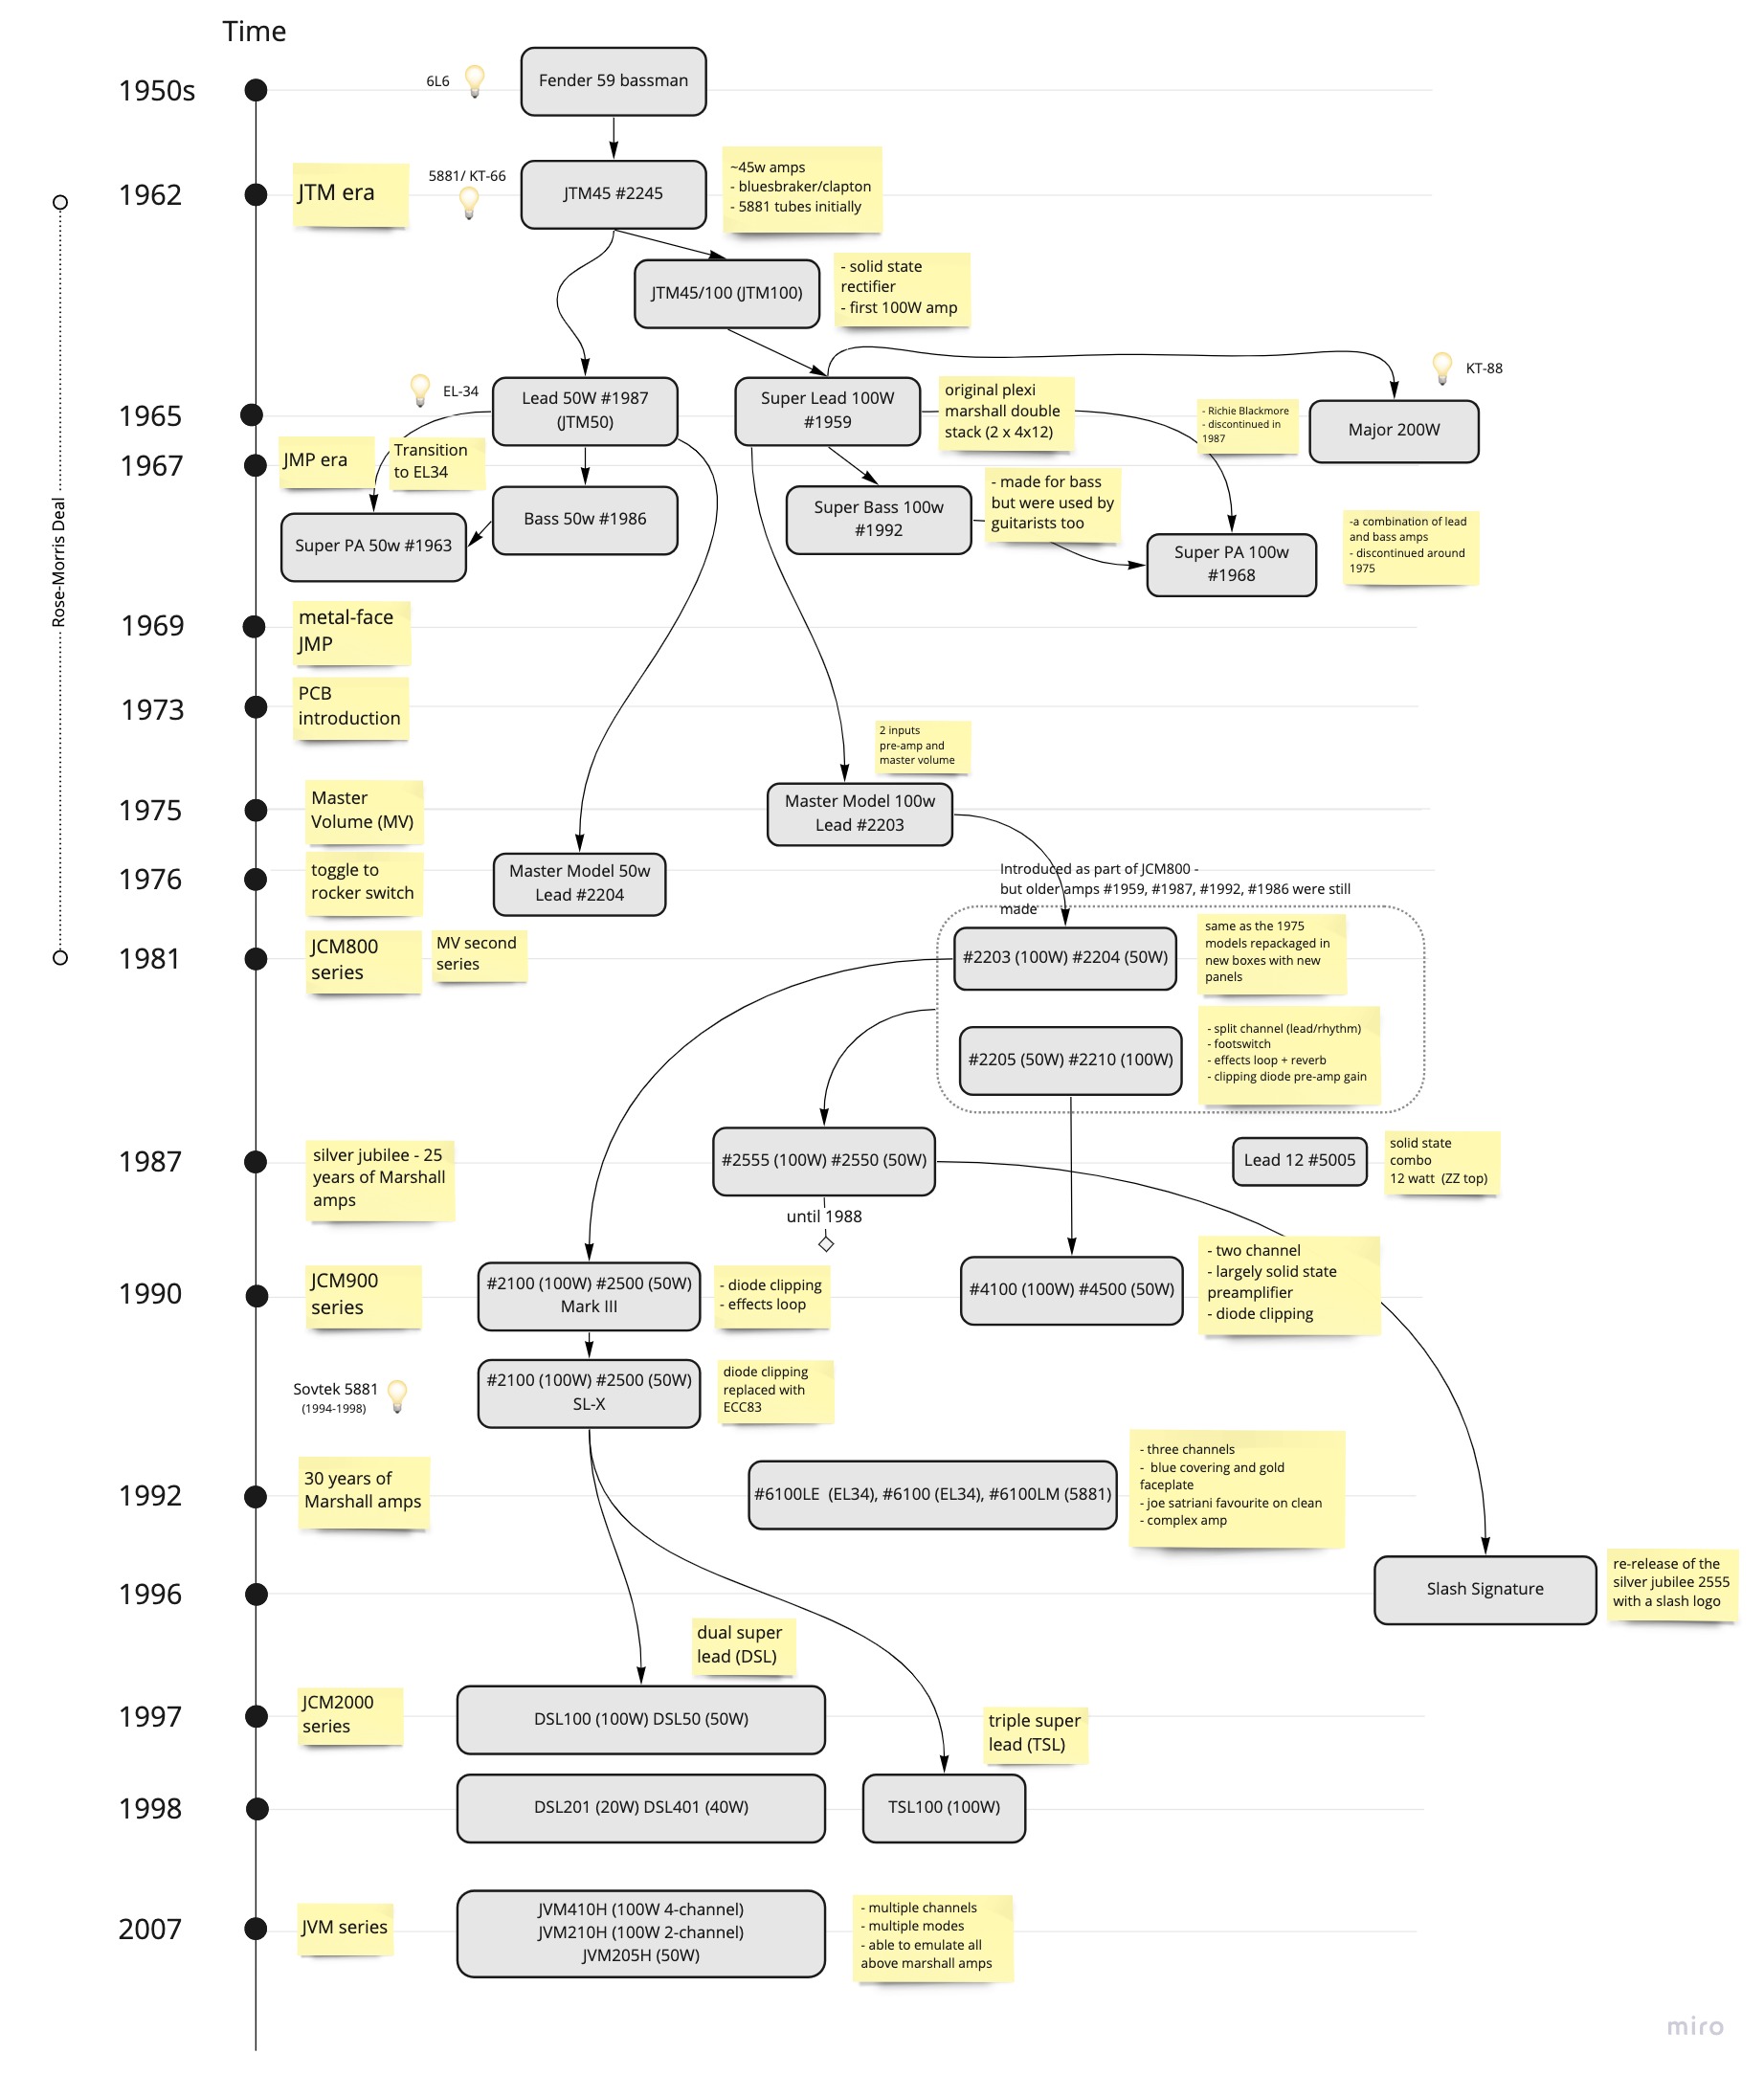 Time
1950s
6L6
Fender 59 bassman
1962
JTM era
5881/ KT-66
JTM45 #2245
~45w amps
- bluesbraker/clapton
- 5881 tubes initially
JTM45/100 (JTM100)
- solid state
rectifier
- first 100W amp
Rose-Morris Deal
1965
EL-34
Lead 50W #1987
(JTM50)
Super Lead 100W
#1959
original plexi
marshall double
stack (2 x 4x12)
- Richie Blackmore
- discontinued in
1987
KT-88
Major 200W
1967
JMP era
Transition
to EL34
Super PA 50w #1963
Bass 50w #1986
Super Bass 100w
#1992
- made for bass
but were used by
guitarists too
Super PA 100w
#1968
-a combination of lead
and bass amps
- discontinued around
1975
1969
metal-face
JMP
1973
PCB
introduction
2 inputs
pre-amp and
master volume
1975
Master
Volume (MV)
Master Model 100w
Lead #2203
1976
toggle to
rocker switch
Master Model 50w
Lead #2204
Introduced as part of JCM800 -
but older amps #1959, #1987, #1992, #1986 were still
made
1981
JCM800
series
MV second
series
#2203 (100W) #2204 (50W)
same as the 1975
models repackaged in
new boxes with new
panels
#2205 (50W) #2210 (100W)
- split channel (lead/rhythm)
- footswitch
- effects loop + reverb
- clipping diode pre-amp gain
1987
silver jubilee - 25
years of Marshall
amps
#2555 (100W) #2550 (50W)
until 1988
Lead 12 #5005
solid state
combo
12 watt (ZZ top)
1990
JCM900
series
#2100 (100W) #2500 (50W)
Mark III
- diode clipping
- effects loop
#4100 (100W) #4500 (50W)
- two channel
- largely solid state
preamplifier
- diode clipping
Sovtek 5881
(1994-1998)
#2100 (100W) #2500 (50W)
SL-X
diode clipping
replaced with
ECC83
1992
30 years of
Marshall amps
#6100LE (EL34), #6100 (EL34), #6100LM (5881)
- three channels
- blue covering and gold
faceplate
- joe satriani favourite on clean
- complex amp
1996
Slash Signature
re-release of the
silver jubilee 2555
with a slash logo
dual super
lead (DSL)
1997
JCM2000
series
DSL100 (100W) DSL50 (50W)
triple super
lead (TSL)
1998
DSL201 (20W) DSL401 (40W)
TSL100 (100W)
2007
JVM series
JVM410H (100W 4-channel)
JVM210H (100W 2-channel)
JVM205H (50W)
- multiple channels
- multiple modes
- able to emulate all
above marshall amps
miro